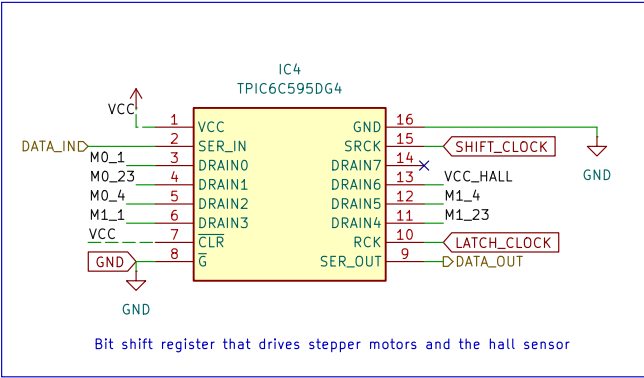 IC4
TPIC6C595DG4
VCC
1 VCC GND 16
DATA_IN 2 SER_IN SRCK 15 SHIFT_CLOCK
M0_1 3 DRAIN0 DRAIN7 14
M0_23 4 DRAIN1 DRAIN6 13 VCC_HALL
M0_4 5 DRAIN2 DRAIN5 12 M1_4
M1_1 6 DRAIN3 DRAIN4 11 M1_23
VCC 7 CLR RCK 10 LATCH_CLOCK
GND 8 G SER_OUT 9 DATA_OUT
GND
GND
Bit shift register that drives stepper motors and the hall sensor